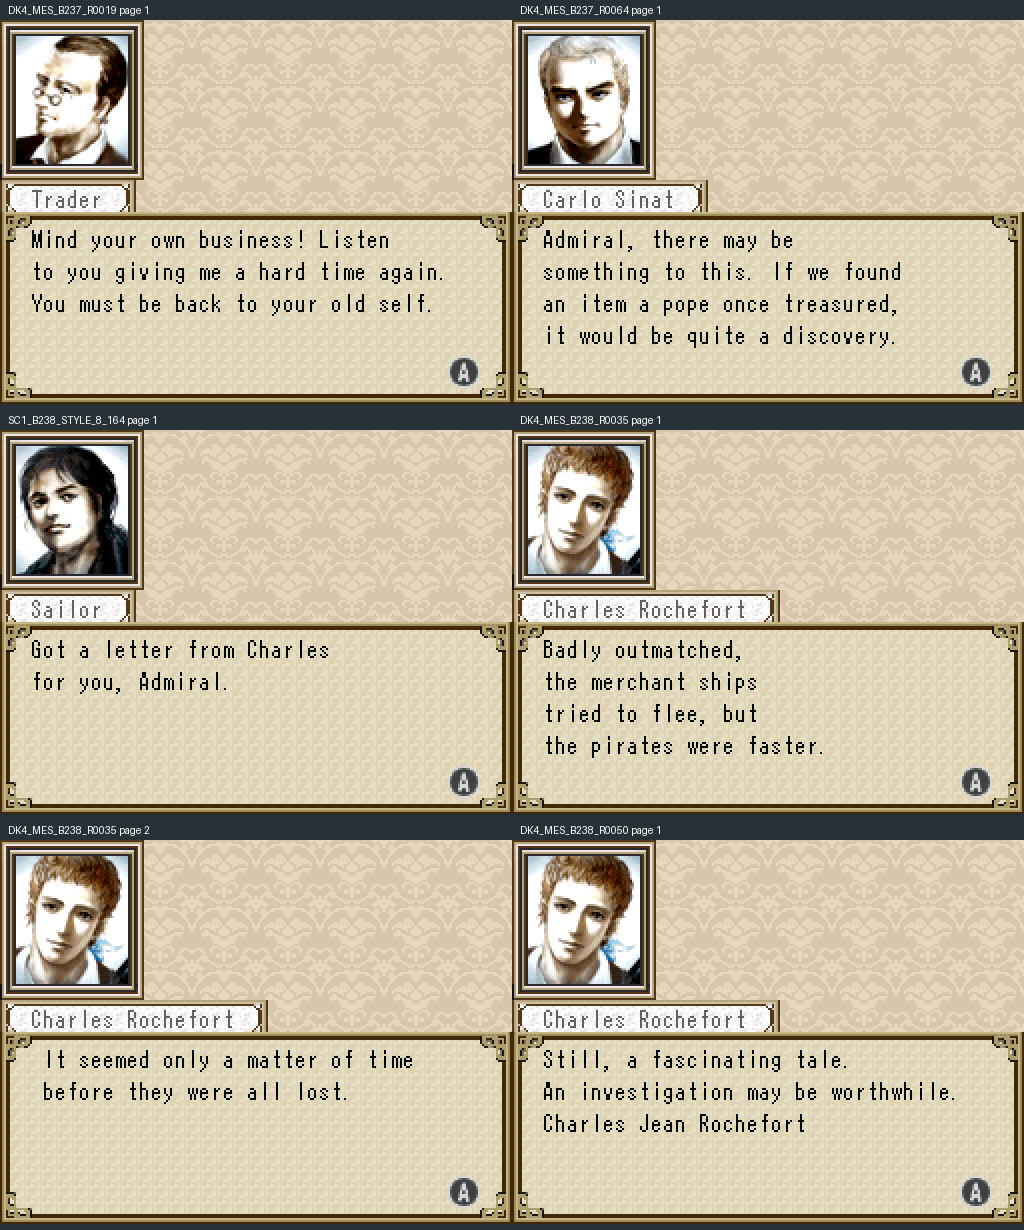 DK4_MES_B237_R0019 page 1
Trader
Mind your own business! Listen
to you giving me a hard time again.
You must be back to your old self.
A
DK4_MES_B237_R0064 page 1
Carlo Sinat
Admiral, there may be
something to this. If we found
an item a pope once treasured,
it would be quite a discovery.
A
SC1_B238_STYLE_8_164 page 1
Sailor
Got a letter from Charles
for you, Admiral.
A
DK4_MES_B238_R0035 page 1
Charles Rochefort
Badly outmatched,
the merchant ships
tried to flee, but
the pirates were faster.
A
DK4_MES_B238_R0035 page 2
Charles Rochefort
It seemed only a matter of time
before they were all lost.
A
DK4_MES_B238_R0050 page 1
Charles Rochefort
Still, a fascinating tale.
An investigation may be worthwhile.
Charles Jean Rochefort
A